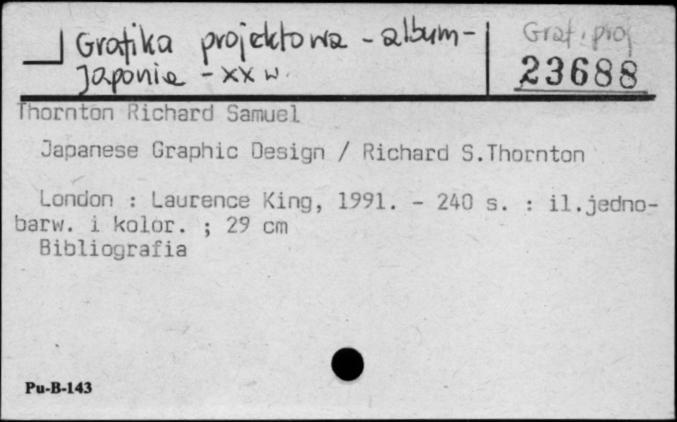 Grafika projektowa - album -
Japonia - XX w.
Graf. proj
23688
Thornton Richard Samuel
Japanese Graphic Design / Richard S.Thornton
London : Laurence King, 1991. - 240 s. : il.jedno-
barw. i kolor. ; 29 cm
Bibliografia
Pu-B-143